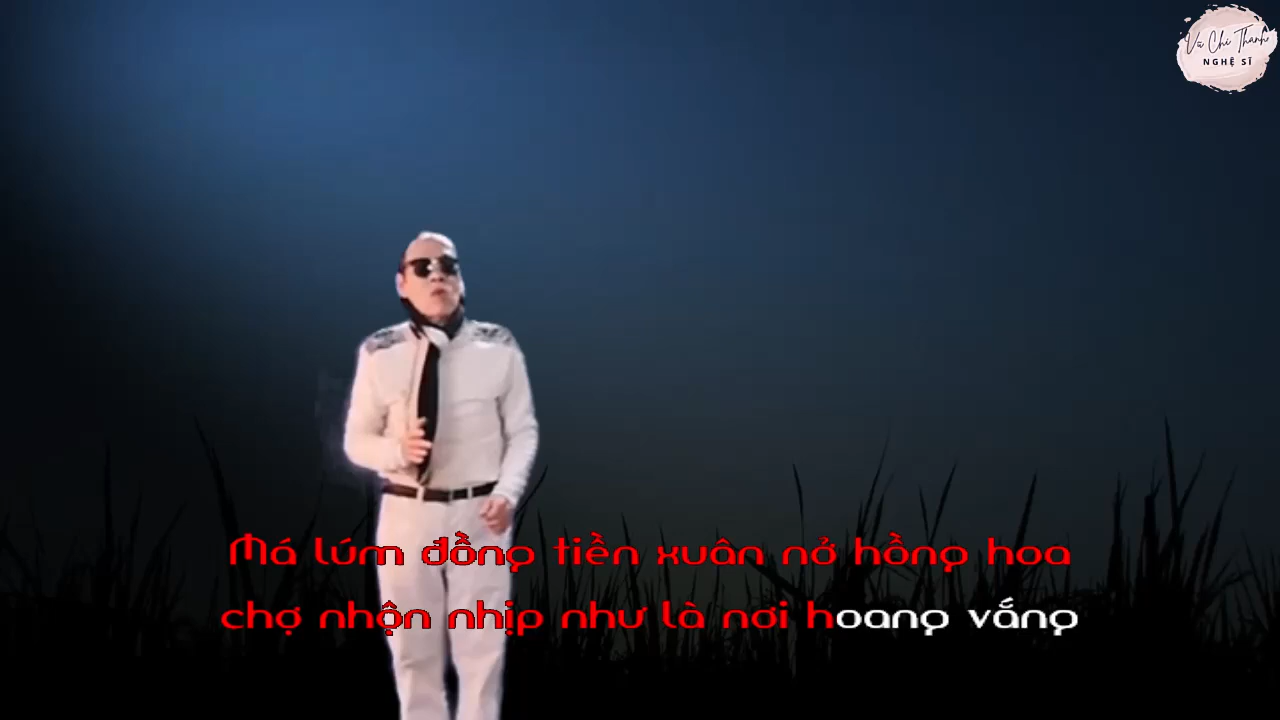 Vũ Chí Thanh
NGHỆ SĨ
Má lúm đồng tiền xuân nở hồng hoa
chợ nhộn nhịp như là nơi hoang vắng